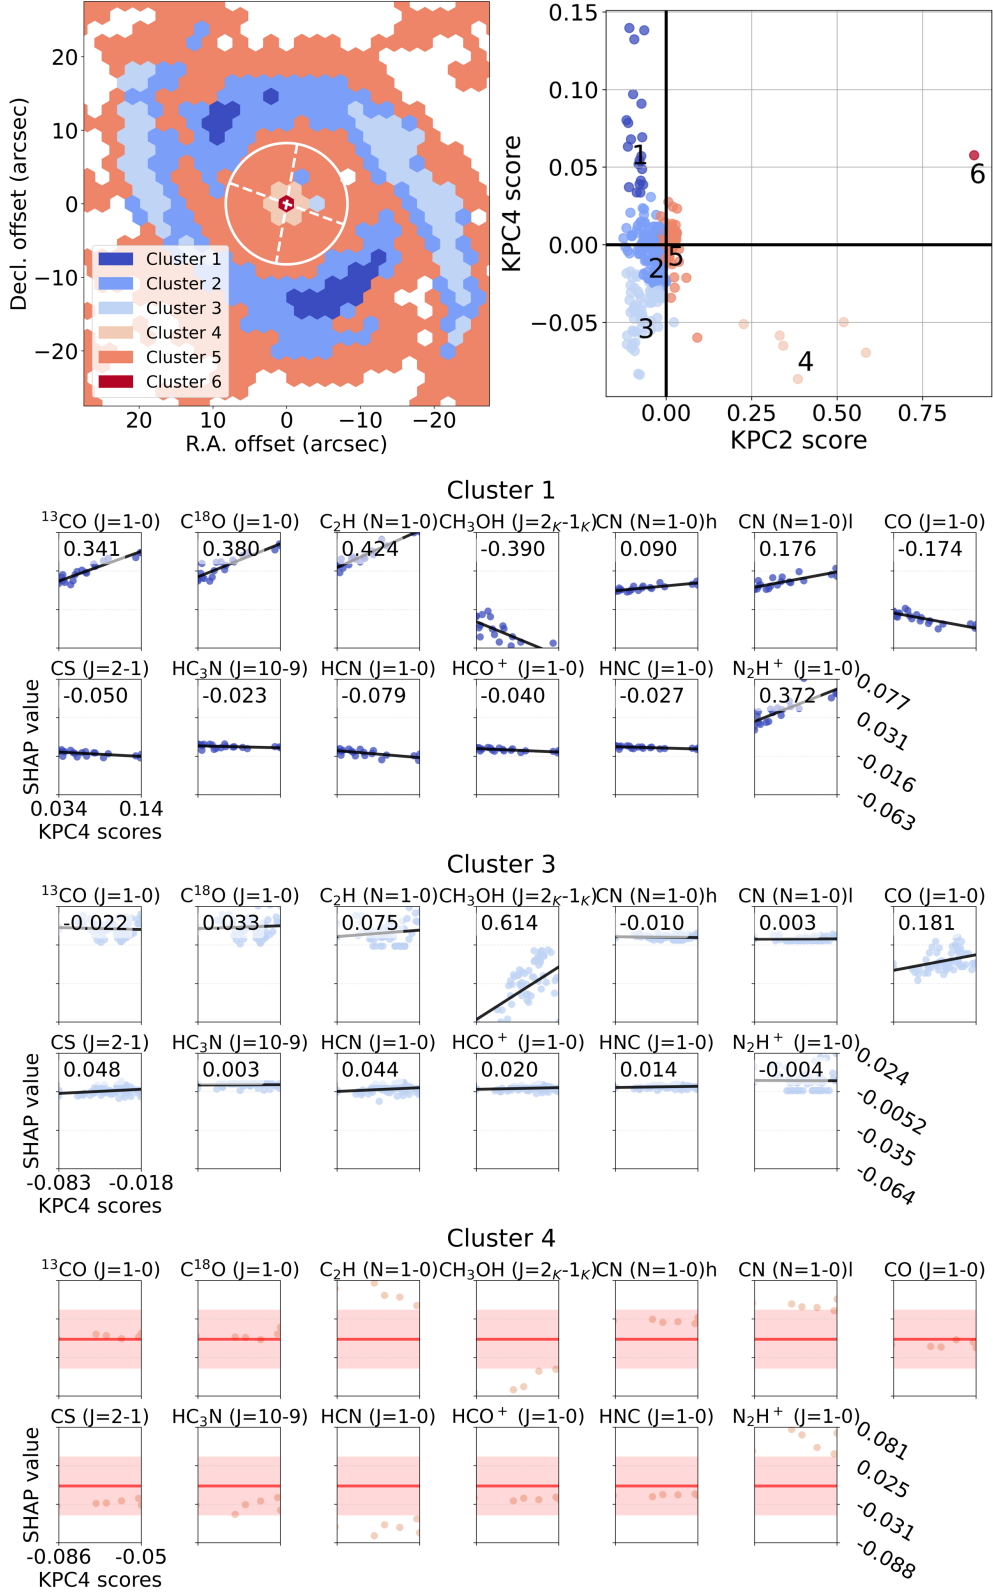 20
10
0
−10
−20
Decl. offset (arcsec)
Cluster 1
Cluster 2
Cluster 3
Cluster 4
Cluster 5
Cluster 6
20 10 0 −10 −20
R.A. offset (arcsec)
0.15
0.10
0.05
0.00
−0.05
KPC4 score
1
2
3
4
5
6
0.00 0.25 0.50 0.75
KPC2 score
Cluster 1
¹³CO (J=1-0) C¹⁸O (J=1-0) C₂H (N=1-0) CH₃OH (J=2ₖ-1ₖ) CN (N=1-0)h CN (N=1-0)l CO (J=1-0)
0.341 0.380 0.424 -0.390 0.090 0.176 -0.174
CS (J=2-1) HC₃N (J=10-9) HCN (J=1-0) HCO⁺ (J=1-0) HNC (J=1-0) N₂H⁺ (J=1-0)
-0.050 -0.023 -0.079 -0.040 -0.027 0.372
0.077
0.031
-0.016
-0.063
SHAP value
0.034 0.14
KPC4 scores
Cluster 3
¹³CO (J=1-0) C¹⁸O (J=1-0) C₂H (N=1-0) CH₃OH (J=2ₖ-1ₖ) CN (N=1-0)h CN (N=1-0)l CO (J=1-0)
-0.022 0.033 0.075 0.614 -0.010 0.003 0.181
CS (J=2-1) HC₃N (J=10-9) HCN (J=1-0) HCO⁺ (J=1-0) HNC (J=1-0) N₂H⁺ (J=1-0)
0.048 0.003 0.044 0.020 0.014 -0.004
0.024
-0.0052
-0.035
-0.064
SHAP value
-0.083 -0.018
KPC4 scores
Cluster 4
¹³CO (J=1-0) C¹⁸O (J=1-0) C₂H (N=1-0) CH₃OH (J=2ₖ-1ₖ) CN (N=1-0)h CN (N=1-0)l CO (J=1-0)
CS (J=2-1) HC₃N (J=10-9) HCN (J=1-0) HCO⁺ (J=1-0) HNC (J=1-0) N₂H⁺ (J=1-0)
0.081
0.025
-0.031
-0.088
SHAP value
-0.086 -0.05
KPC4 scores